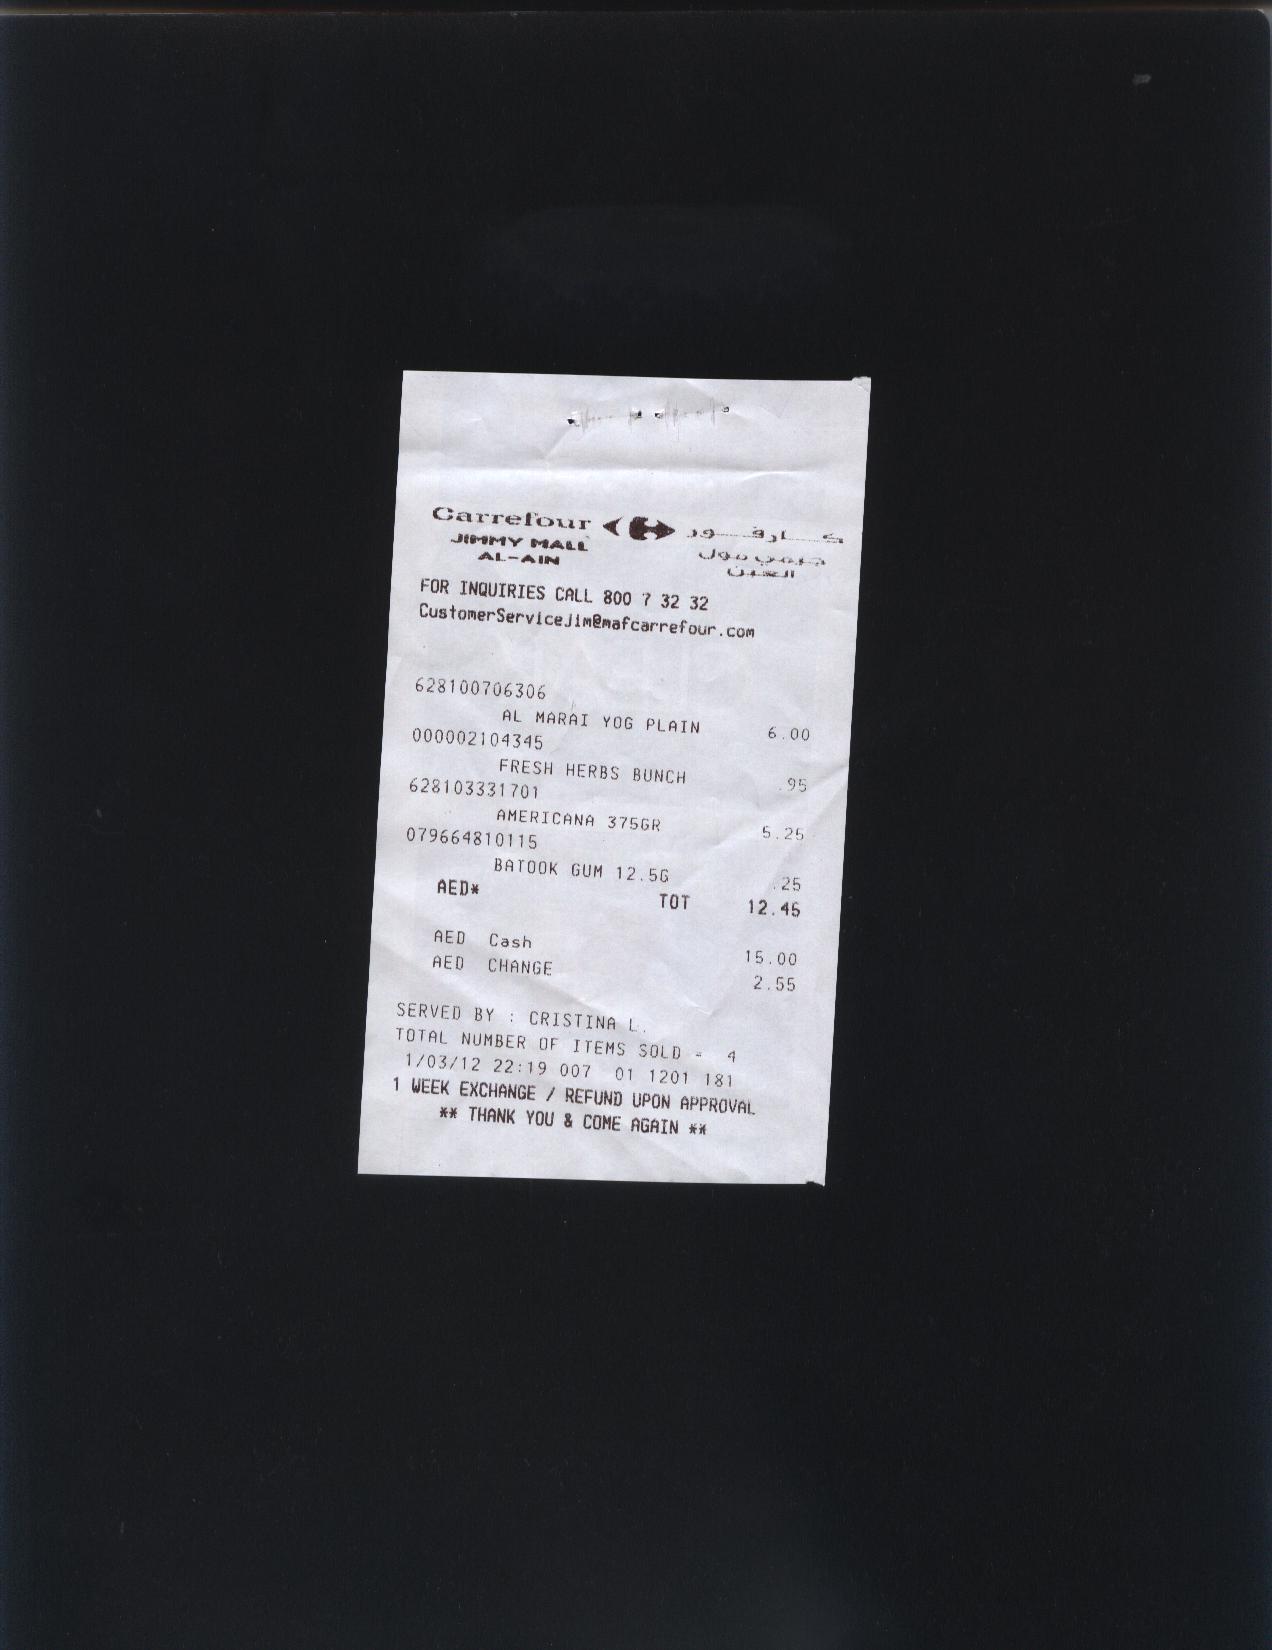 Carrefour كارفور
JIMMY MALL جيمي مول
AL-AIN العين
FOR INQUIRIES CALL 800 7 32 32
CustomerServiceJim@mafcarrefour.com
628100706306
AL MARAI YOG PLAIN 6.00
000002104345
FRESH HERBS BUNCH .95
628103331701
AMERICANA 375GR 5.25
079664810115
BATOOK GUM 12.5G .25
AED* TOT 12.45
AED Cash 15.00
AED CHANGE 2.55
SERVED BY : CRISTINA L.
TOTAL NUMBER OF ITEMS SOLD = 4
1/03/12 22:19 007 01 1201 181
1 WEEK EXCHANGE / REFUND UPON APPROVAL
** THANK YOU & COME AGAIN **